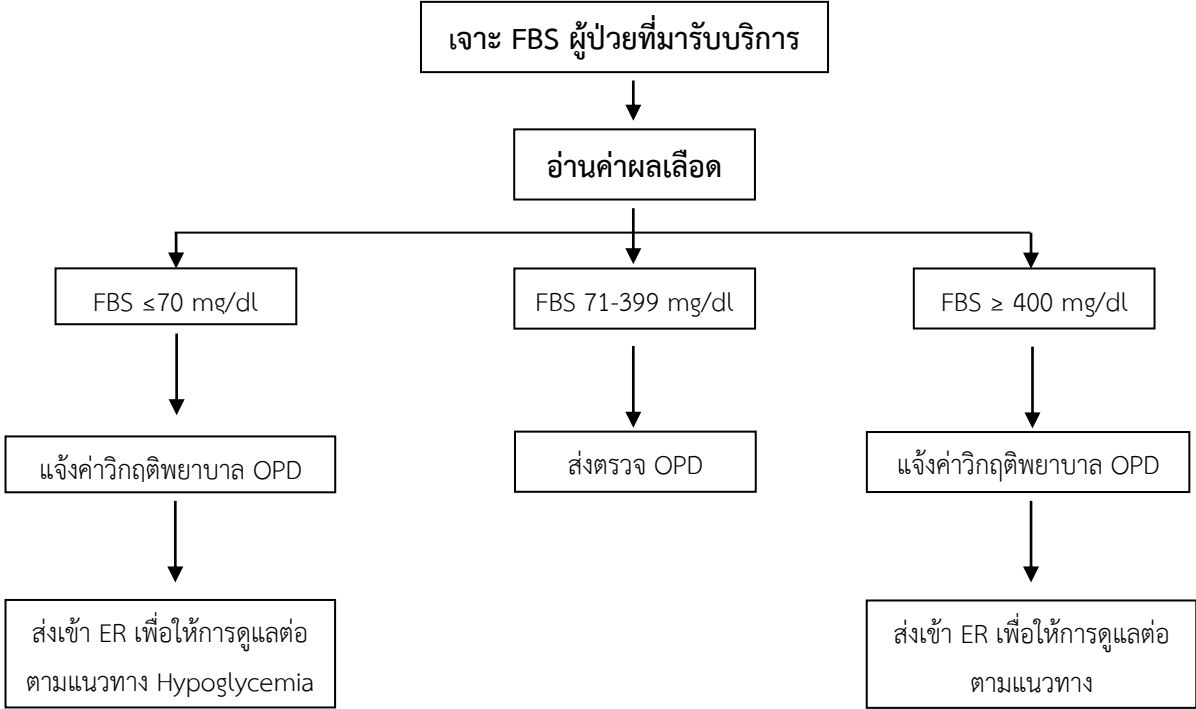 เจาะ FBS ผู้ป่วยที่มารับบริการ
อ่านค่าผลเลือด
FBS ≤70 mg/dl
FBS 71-399 mg/dl
FBS ≥ 400 mg/dl
แจ้งค่าวิกฤติพยาบาล OPD
ส่งตรวจ OPD
แจ้งค่าวิกฤติพยาบาล OPD
ส่งเข้า ER เพื่อให้การดูแลต่อ
ตามแนวทาง Hypoglycemia
ส่งเข้า ER เพื่อให้การดูแลต่อ
ตามแนวทาง